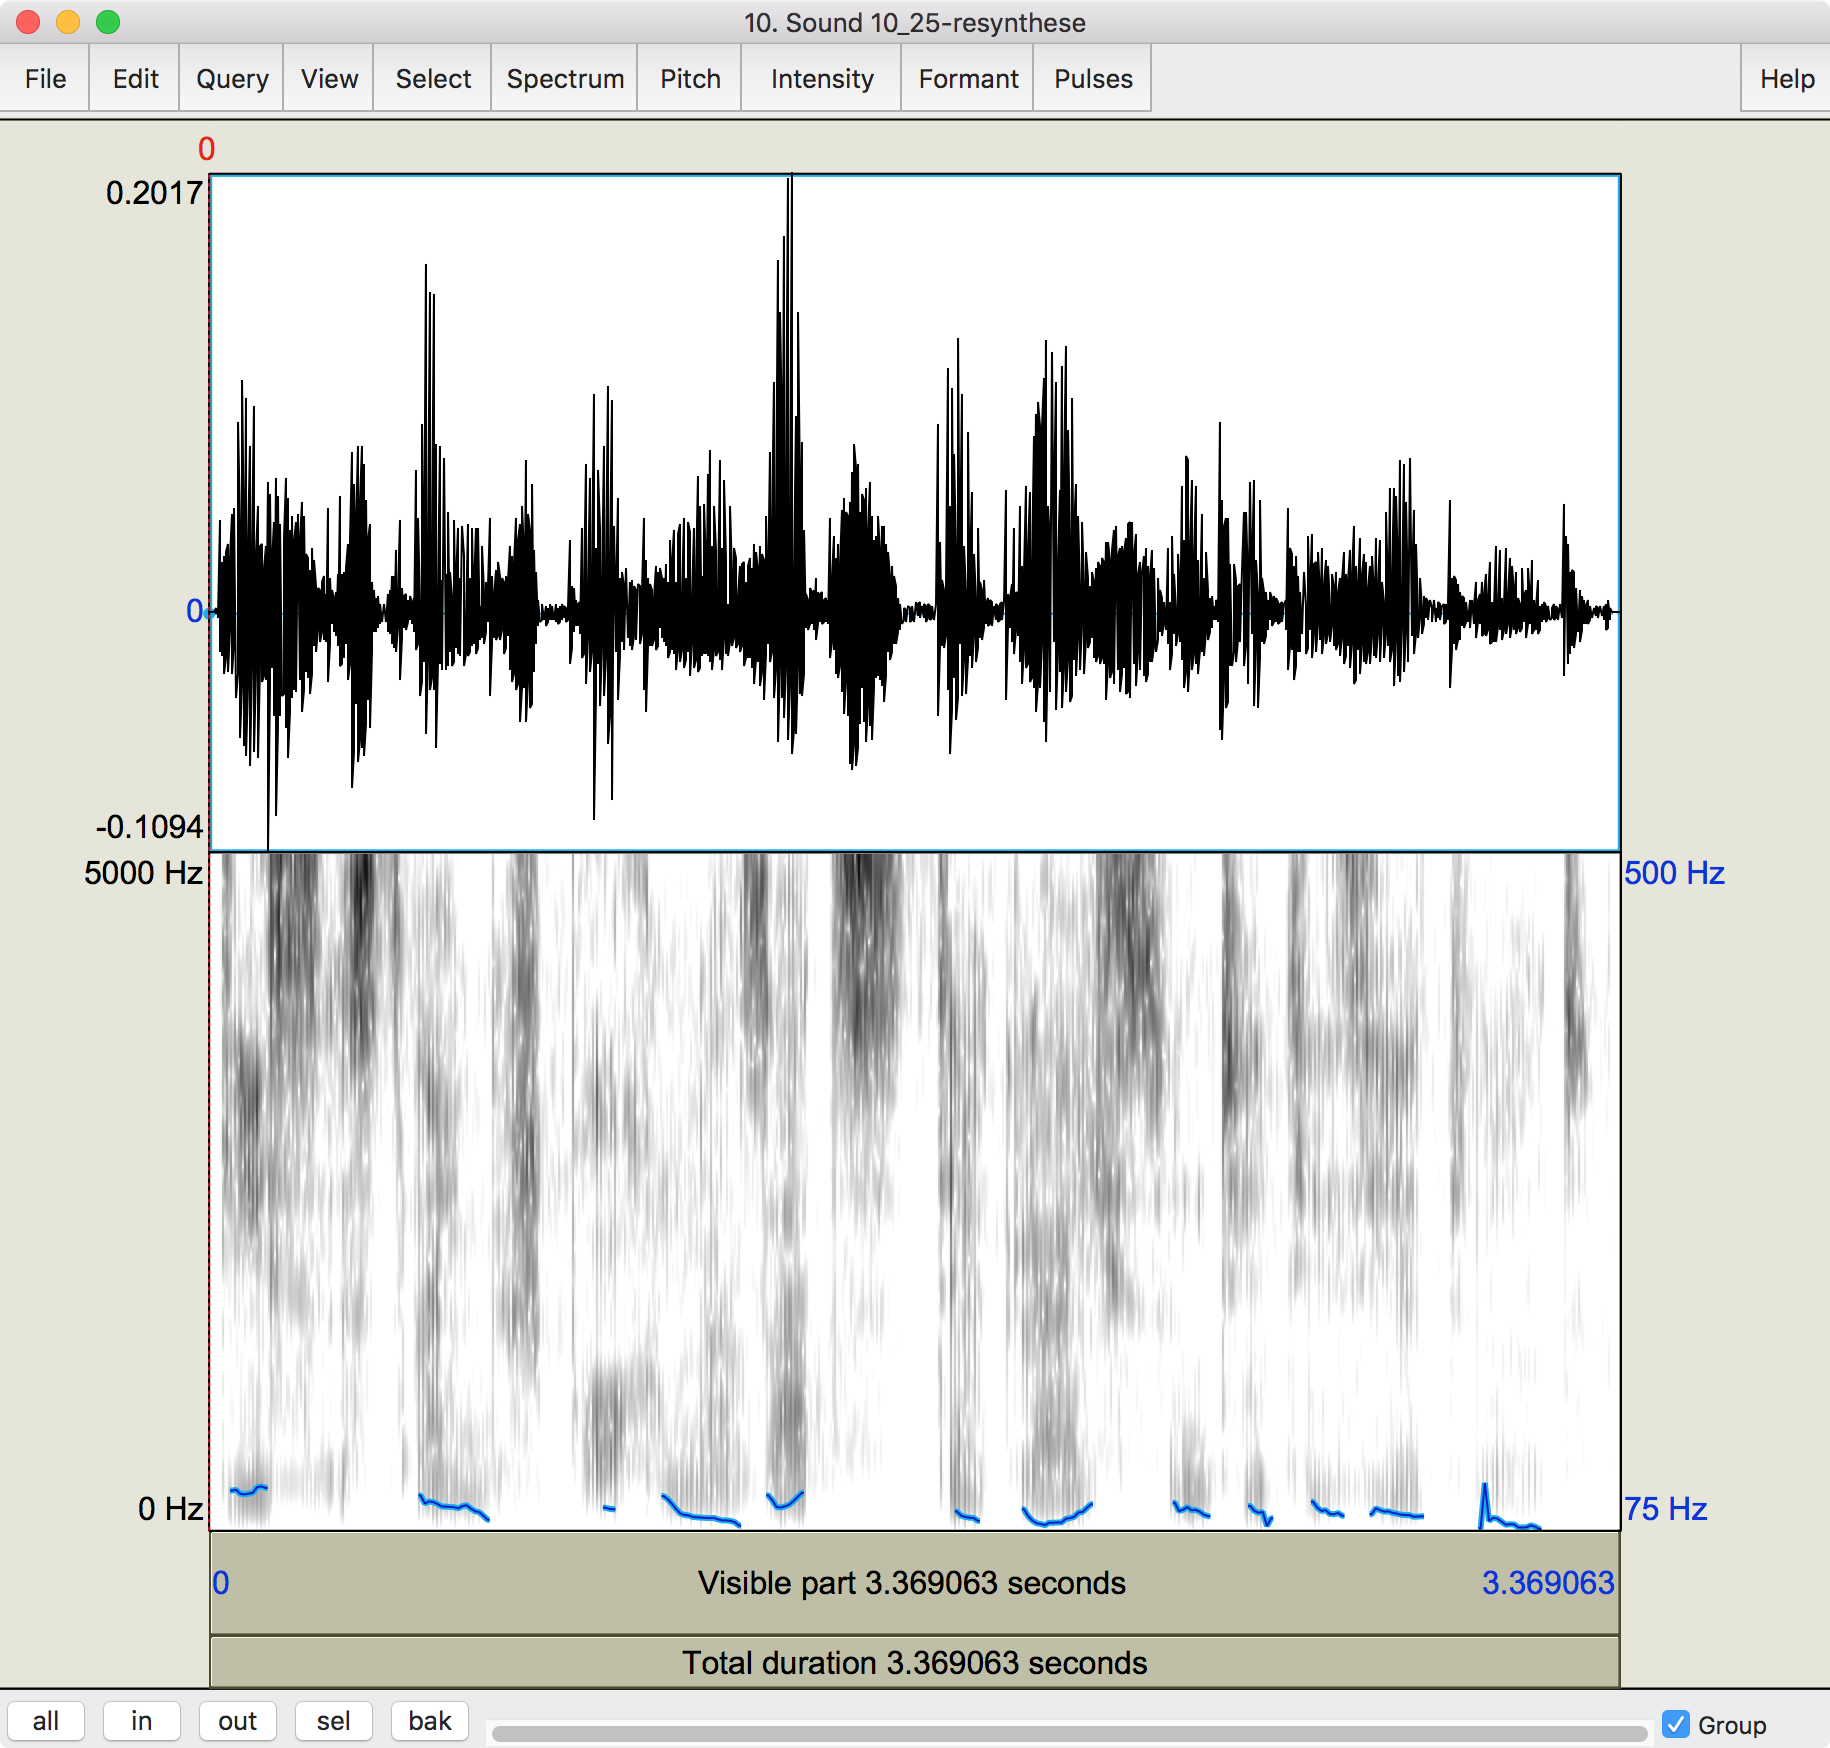 10. Sound 10_25-resynthese
File Edit Query View Select Spectrum Pitch Intensity Formant Pulses Help
0
0.2017
0
-0.1094
5000 Hz 500 Hz
0 Hz 75 Hz
0 Visible part 3.369063 seconds 3.369063
Total duration 3.369063 seconds
all in out sel bak Group